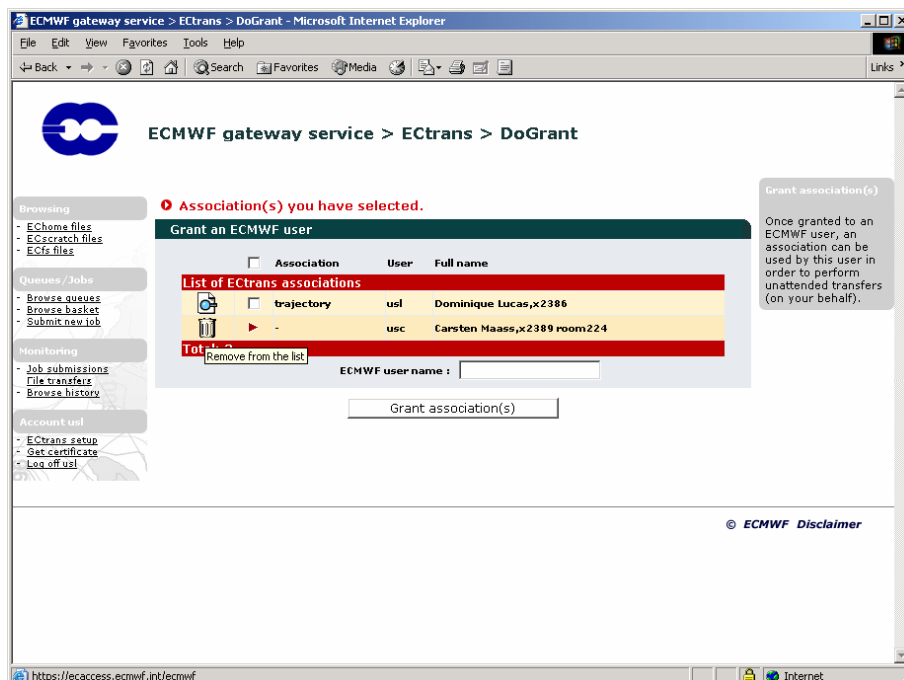 ECMWF gateway service > ECtrans > DoGrant - Microsoft Internet Explorer
File Edit View Favorites Tools Help
Back Search Favorites Media Links
ECMWF gateway service > ECtrans > DoGrant
Grant association(s)
Once granted to an
ECMWF user, an
association can be
used by this user in
order to perform
unattended transfers
(on your behalf).
Browsing
- EChome files
- ECscratch files
- ECfs files
Queues/Jobs
- Browse queues
- Browse basket
- Submit new job
Monitoring
- Job submissions
File transfers
- Browse history
Account usl
- ECtrans setup
- Get certificate
- Log off usl
Association(s) you have selected.
Grant an ECMWF user
Association User Full name
List of ECtrans associations
trajectory usl Dominique Lucas,x2386
- usc Carsten Maass,x2389 room224
Remove from the list
ECMWF user name :
Grant association(s)
© ECMWF Disclaimer
https://ecaccess.ecmwf.int/ecmwf Internet